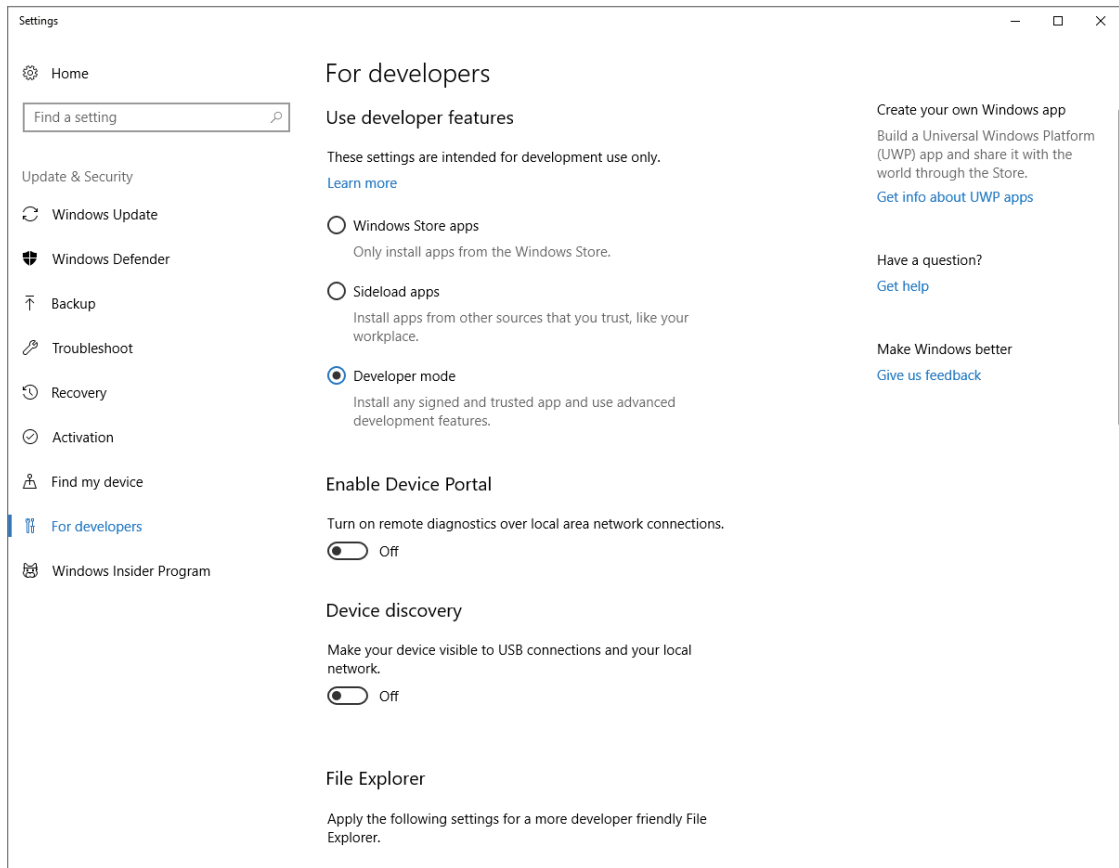 Settings
Home
Find a setting
Update & Security
Windows Update
Windows Defender
Backup
Troubleshoot
Recovery
Activation
Find my device
For developers
Windows Insider Program
For developers
Use developer features
These settings are intended for development use only.
Learn more
Windows Store apps
Only install apps from the Windows Store.
Sideload apps
Install apps from other sources that you trust, like your
workplace.
Developer mode
Install any signed and trusted app and use advanced
development features.
Enable Device Portal
Turn on remote diagnostics over local area network connections.
Off
Device discovery
Make your device visible to USB connections and your local
network.
Off
File Explorer
Apply the following settings for a more developer friendly File
Explorer.
Create your own Windows app
Build a Universal Windows Platform
(UWP) app and share it with the
world through the Store.
Get info about UWP apps
Have a question?
Get help
Make Windows better
Give us feedback